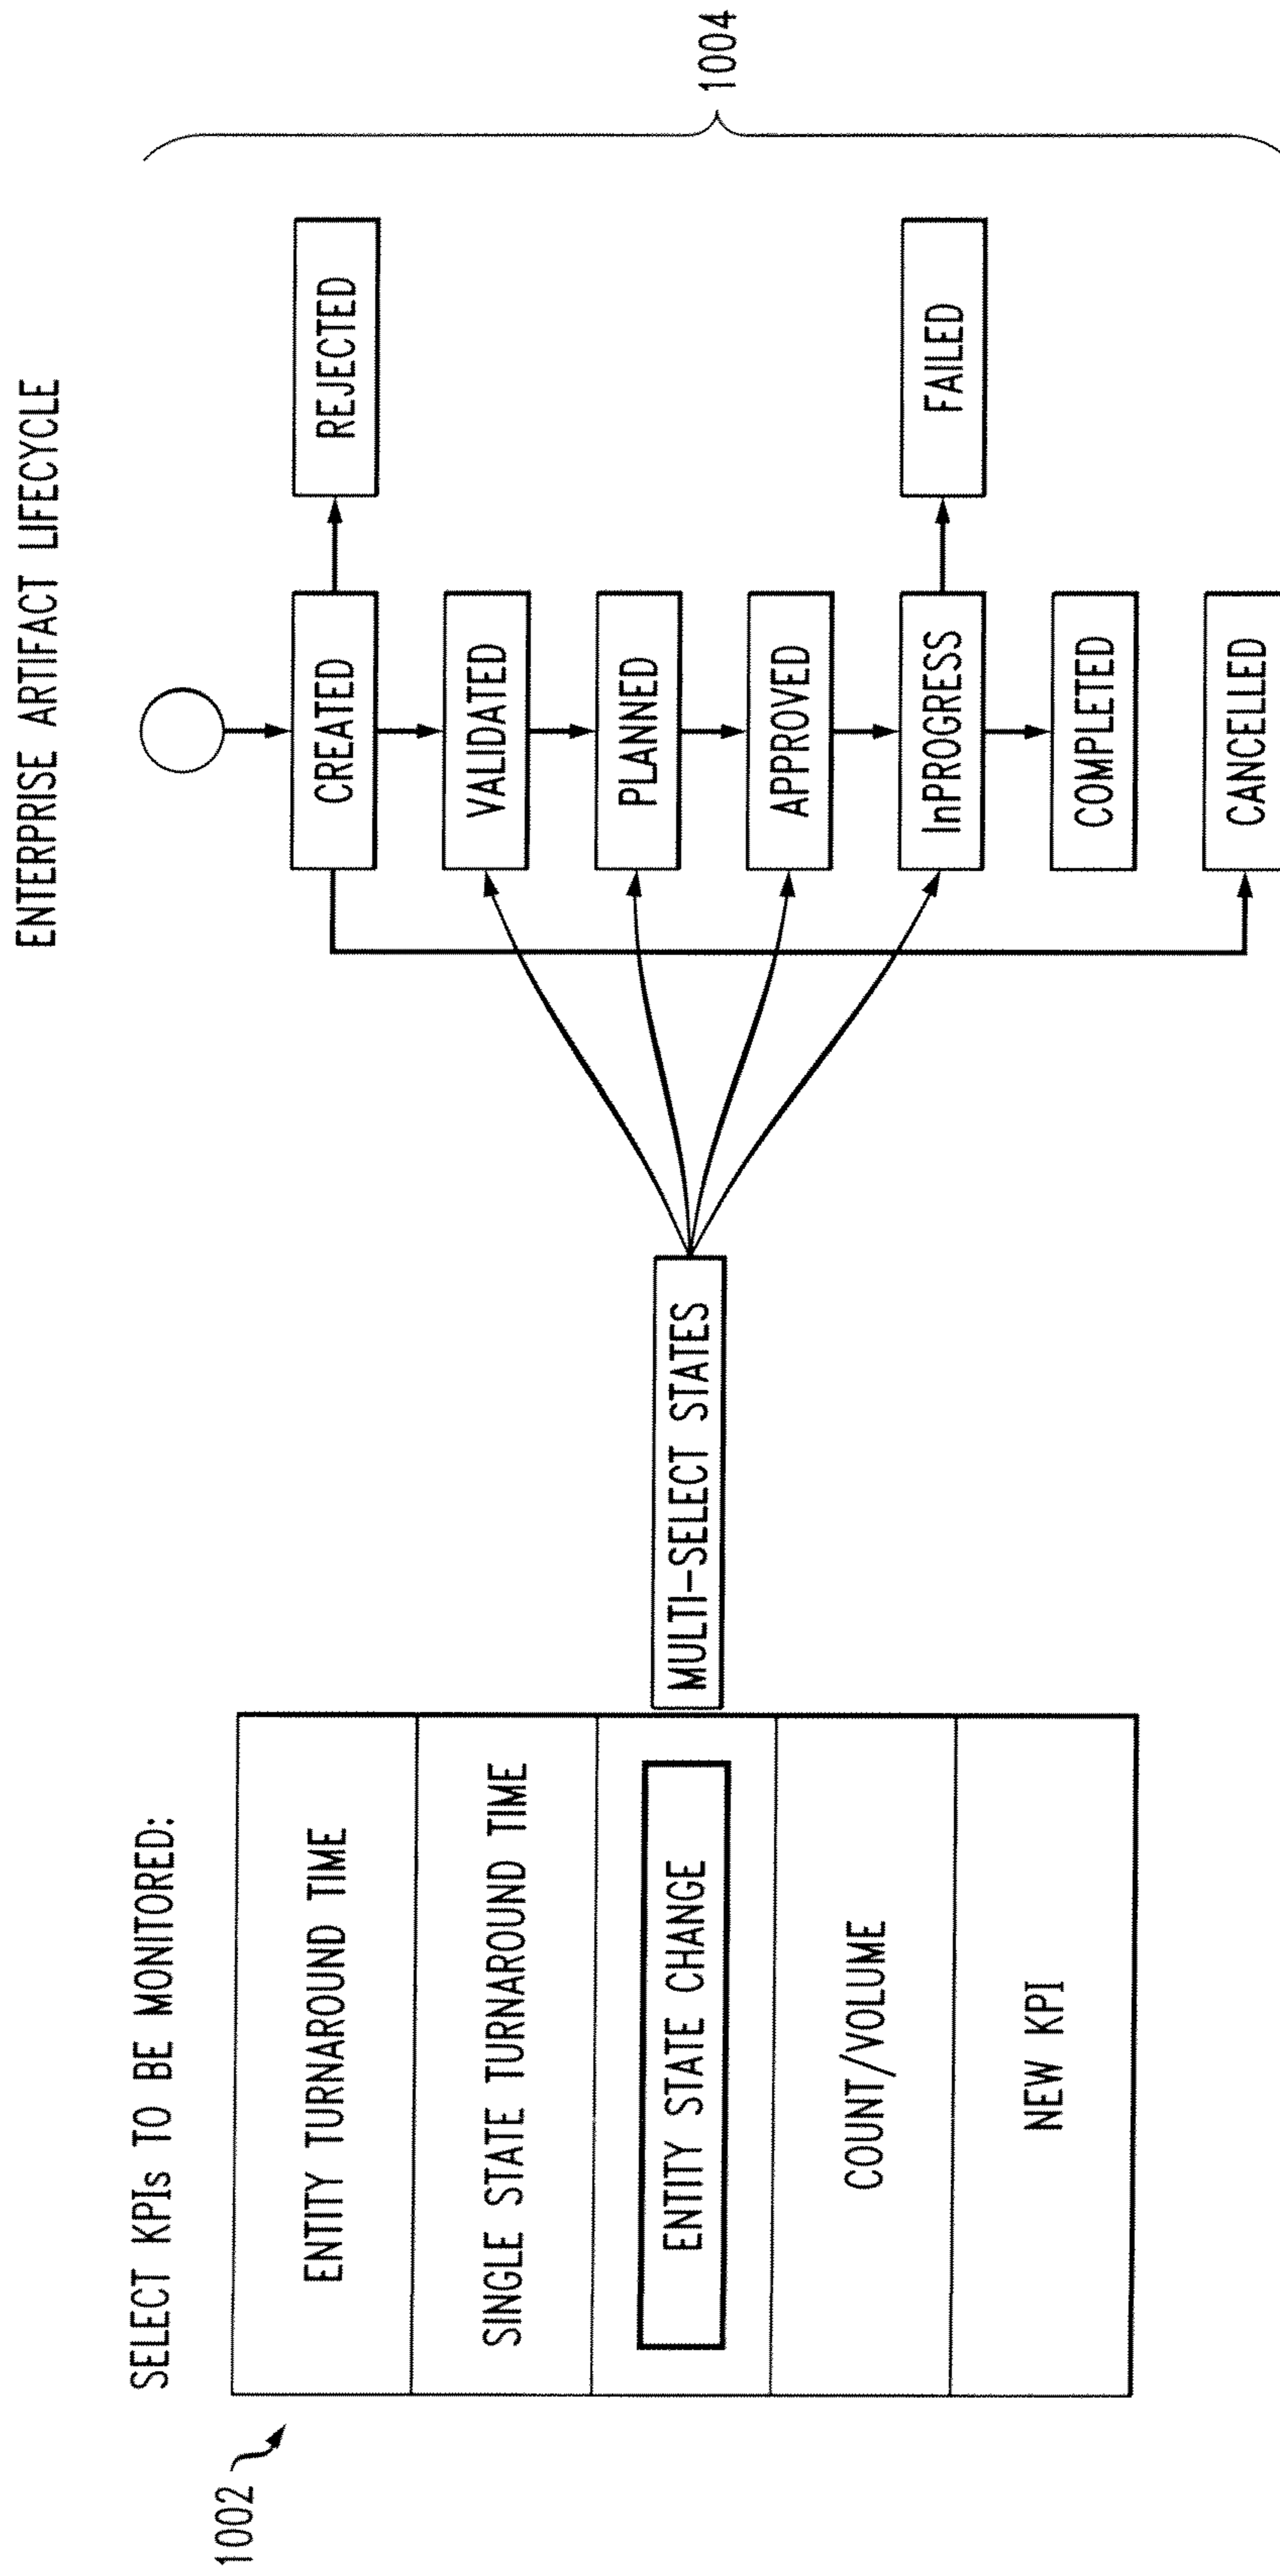 SELECT KPIs TO BE MONITORED:
1002
ENTITY TURNAROUND TIME
SINGLE STATE TURNAROUND TIME
ENTITY STATE CHANGE
COUNT/VOLUME
NEW KPI
MULTI-SELECT STATES
ENTERPRISE ARTIFACT LIFECYCLE
CREATED
REJECTED
VALIDATED
PLANNED
APPROVED
InPROGRESS
FAILED
COMPLETED
CANCELLED
1004